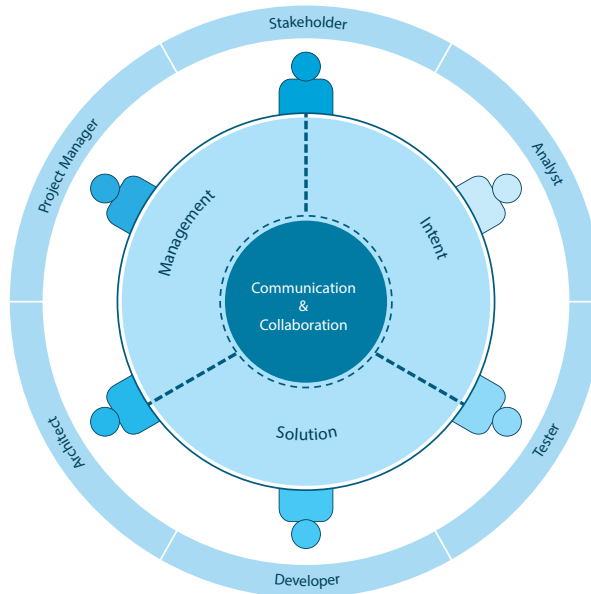 Stakeholder
Project Manager
Analyst
Management
Intent
Communication
&
Collaboration
Solution
Architect
Tester
Developer